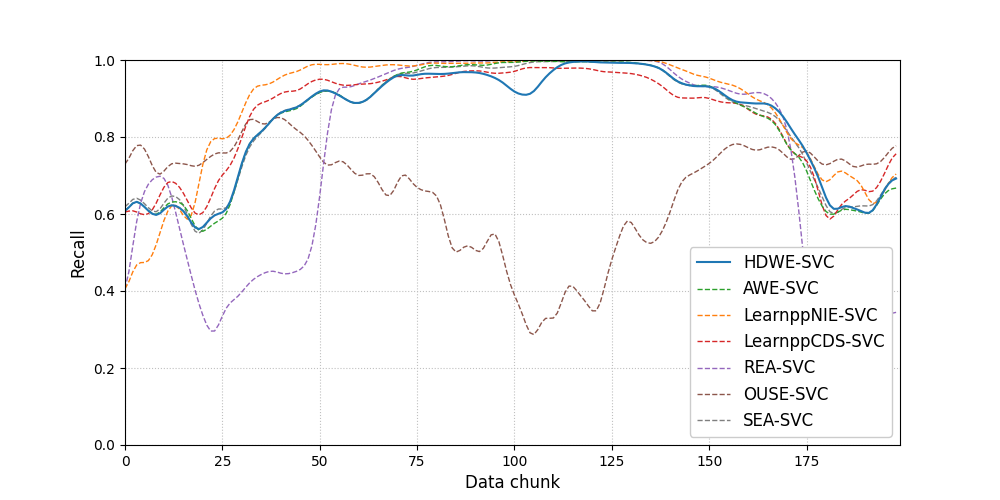 1.0
0.8
0.6
0.4
0.2
0.0
Recall
0
25
50
75
100
125
150
175
Data chunk
HDWE-SVC
AWE-SVC
LearnppNIE-SVC
LearnppCDS-SVC
REA-SVC
OUSE-SVC
SEA-SVC